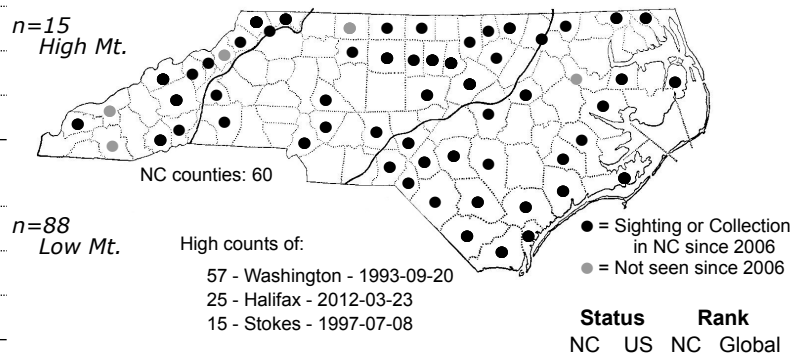 n=15
High Mt.
NC counties: 60
n=88
Low Mt.
High counts of:
57 - Washington - 1993-09-20
25 - Halifax - 2012-03-23
15 - Stokes - 1997-07-08
= Sighting or Collection
in NC since 2006
= Not seen since 2006
Status Rank
NC US NC Global